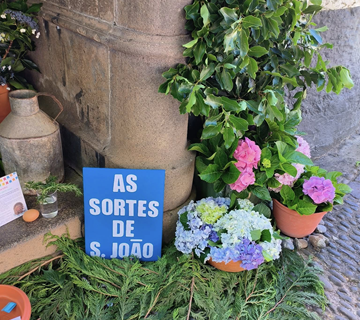 AS
SORTES
DE
S. JOÃO